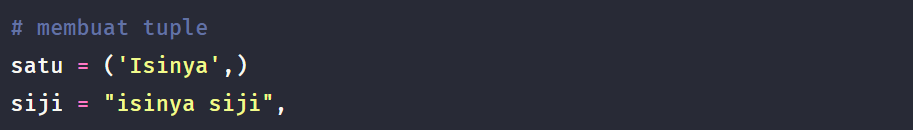 # membuat tuple
satu = ('Isinya',)
siji = "isinya siji",